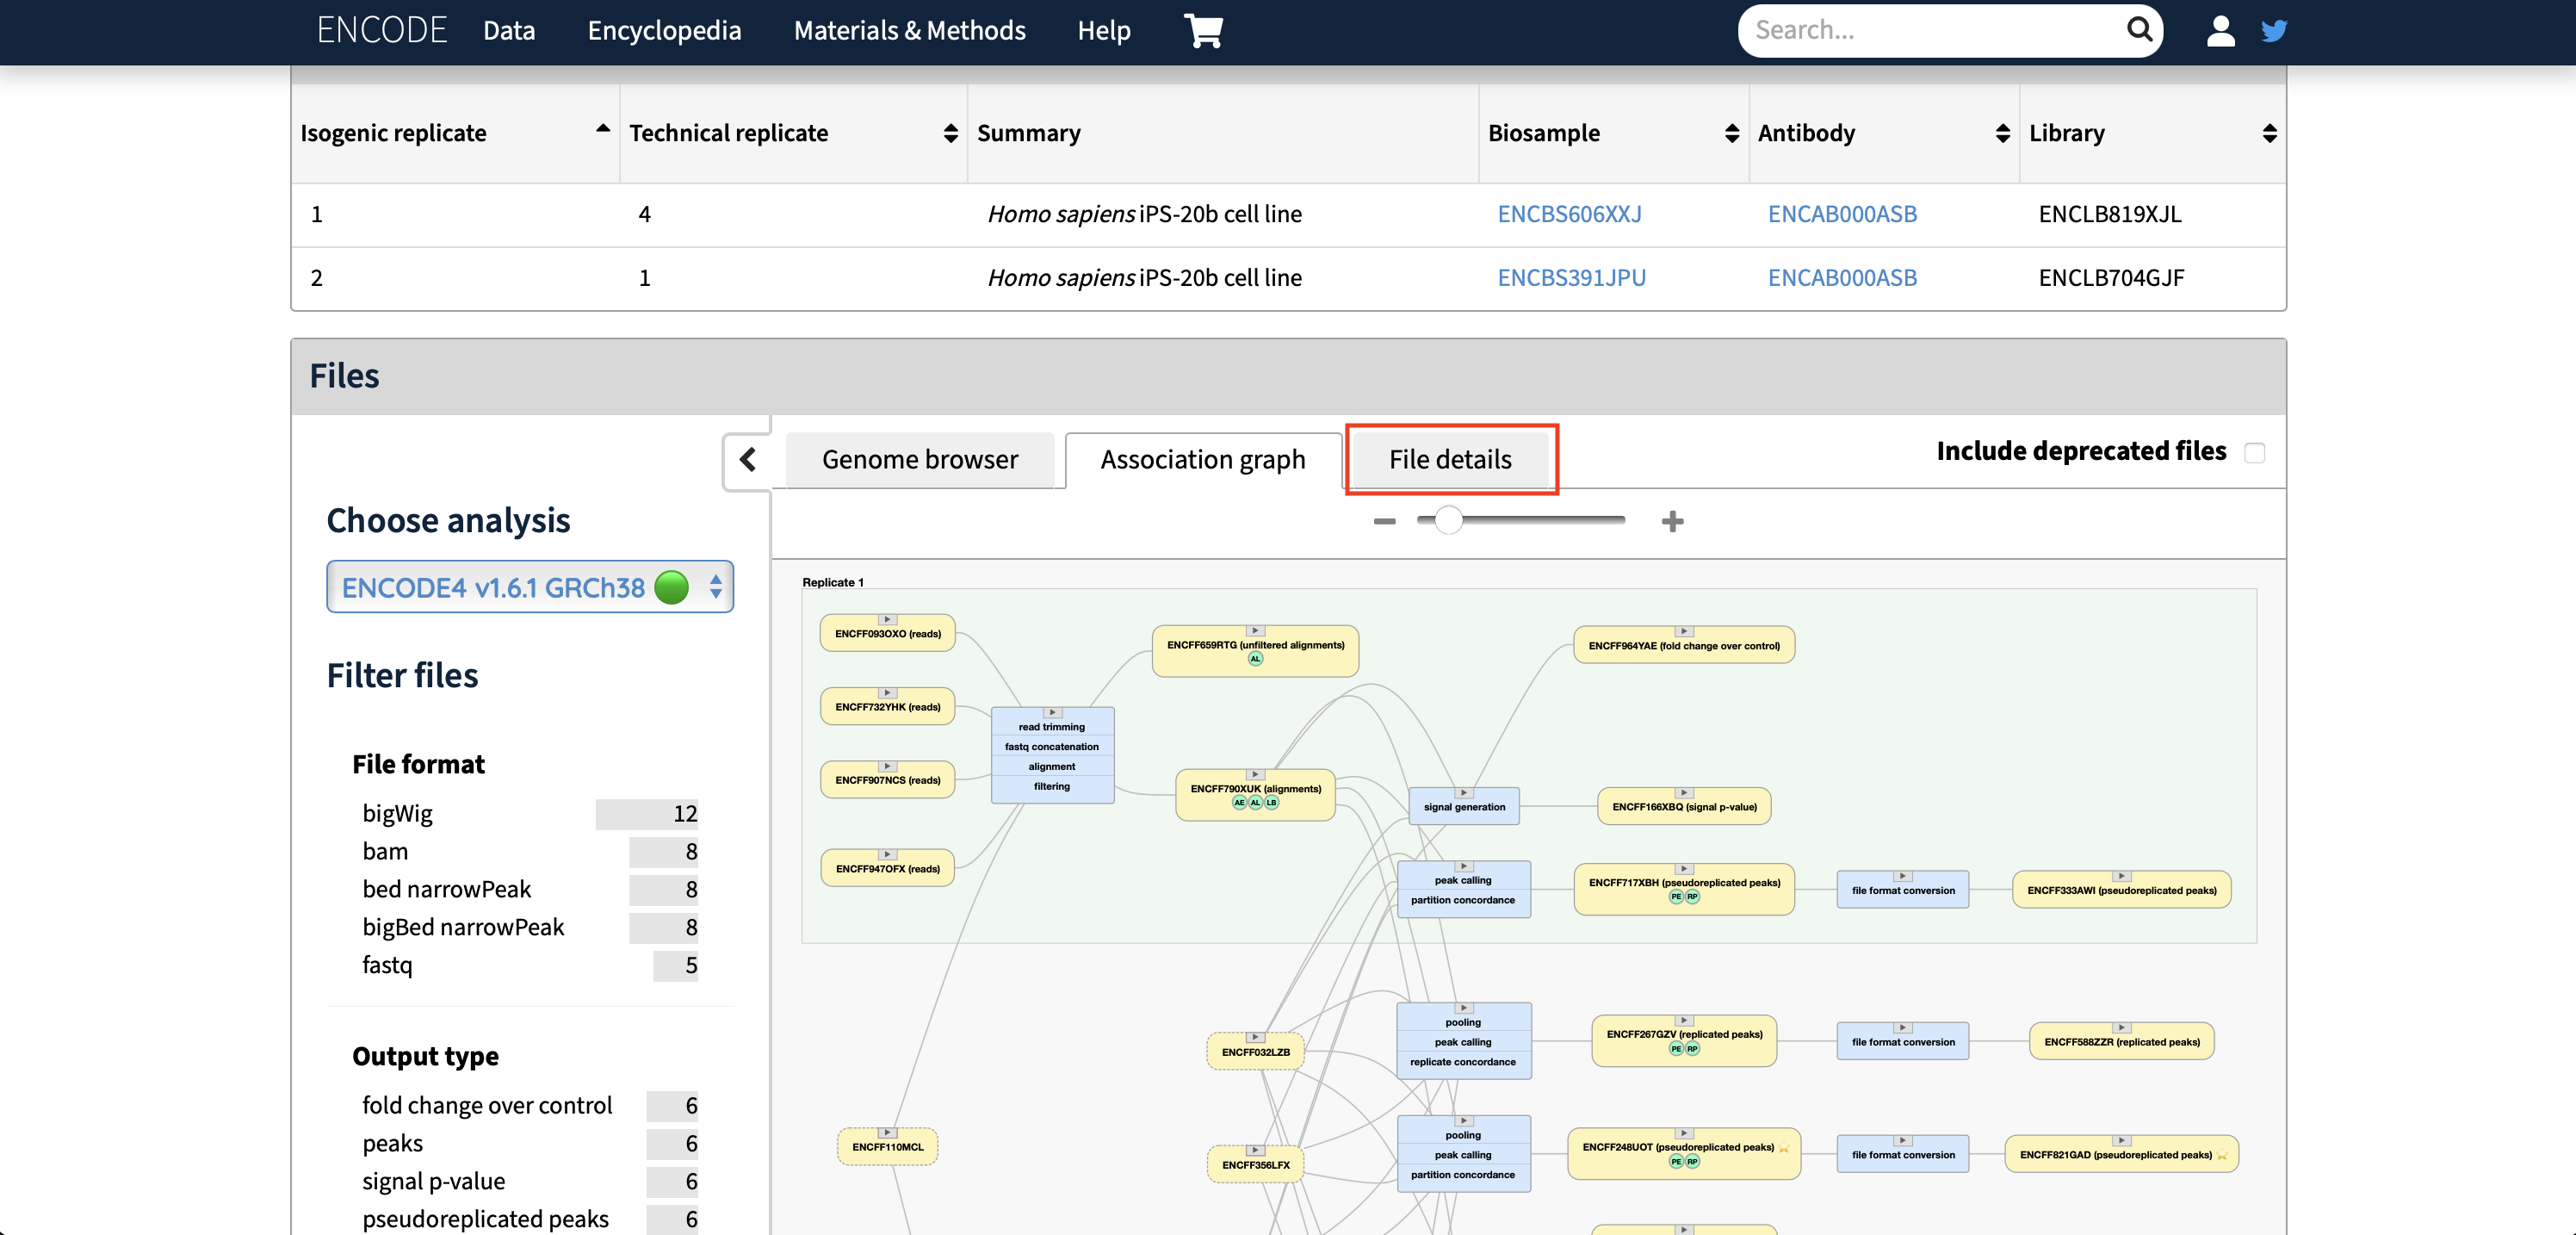 ENCODE Data Encyclopedia Materials & Methods Help Search...
Isogenic replicate Technical replicate Summary Biosample Antibody Library
1 4 Homo sapiens iPS-20b cell line ENCBS606XXJ ENCAB000ASB ENCLB819XJL
2 1 Homo sapiens iPS-20b cell line ENCBS391JPU ENCAB000ASB ENCLB704GJF
Files
Genome browser Association graph File details Include deprecated files
Choose analysis
ENCODE4 v1.6.1 GRCh38
Filter files
File format
bigWig 12
bam 8
bed narrowPeak 8
bigBed narrowPeak 8
fastq 5
Output type
fold change over control 6
peaks 6
signal p-value 6
pseudoreplicated peaks 6
Replicate 1
ENCFF093OXO (reads)
ENCFF732YHK (reads)
ENCFF907NCS (reads)
ENCFF947OFX (reads)
read trimming
fastq concatenation
alignment
filtering
ENCFF659RTG (unfiltered alignments)
AL
ENCFF790XUK (alignments)
AE AL LB
ENCFF964YAE (fold change over control)
signal generation
ENCFF166XBQ (signal p-value)
peak calling
partition concordance
ENCFF717XBH (pseudoreplicated peaks)
PE RP
file format conversion
ENCFF333AWI (pseudoreplicated peaks)
ENCFF032LZB
pooling
peak calling
replicate concordance
ENCFF267GZV (replicated peaks)
PE RP
file format conversion
ENCFF588ZZR (replicated peaks)
ENCFF110MCL
ENCFF356LFX
pooling
peak calling
partition concordance
ENCFF248UOT (pseudoreplicated peaks)
PE RP
file format conversion
ENCFF821GAD (pseudoreplicated peaks)